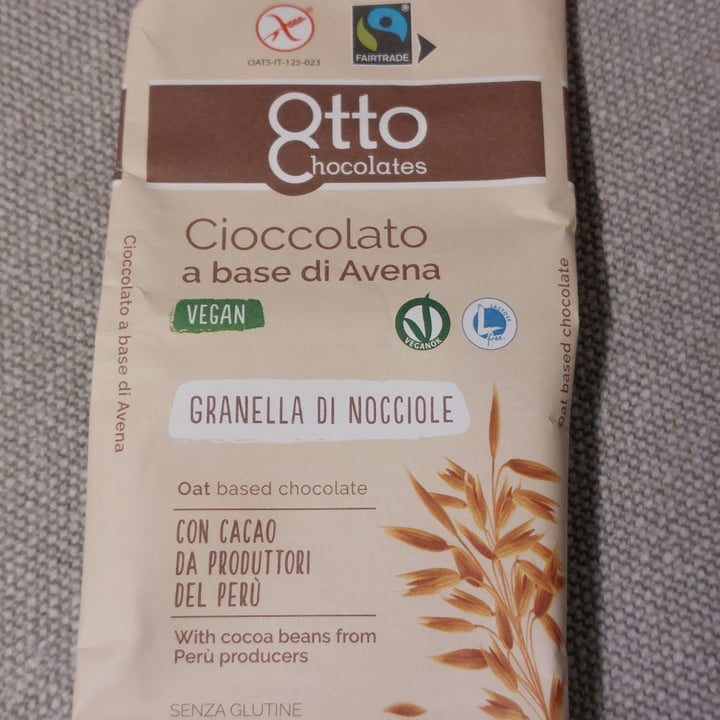 OATS-IT-125-023
FAIRTRADE
Otto
Chocolates
Cioccolato
a base di Avena
VEGAN
VEGANOK
LACTOSE
free
GRANELLA DI NOCCIOLE
Oat based chocolate
CON CACAO
DA PRODUTTORI
DEL PERÙ
With cocoa beans from
Perù producers
SENZA GLUTINE
Cioccolato a base di Avena
Oat based chocolate